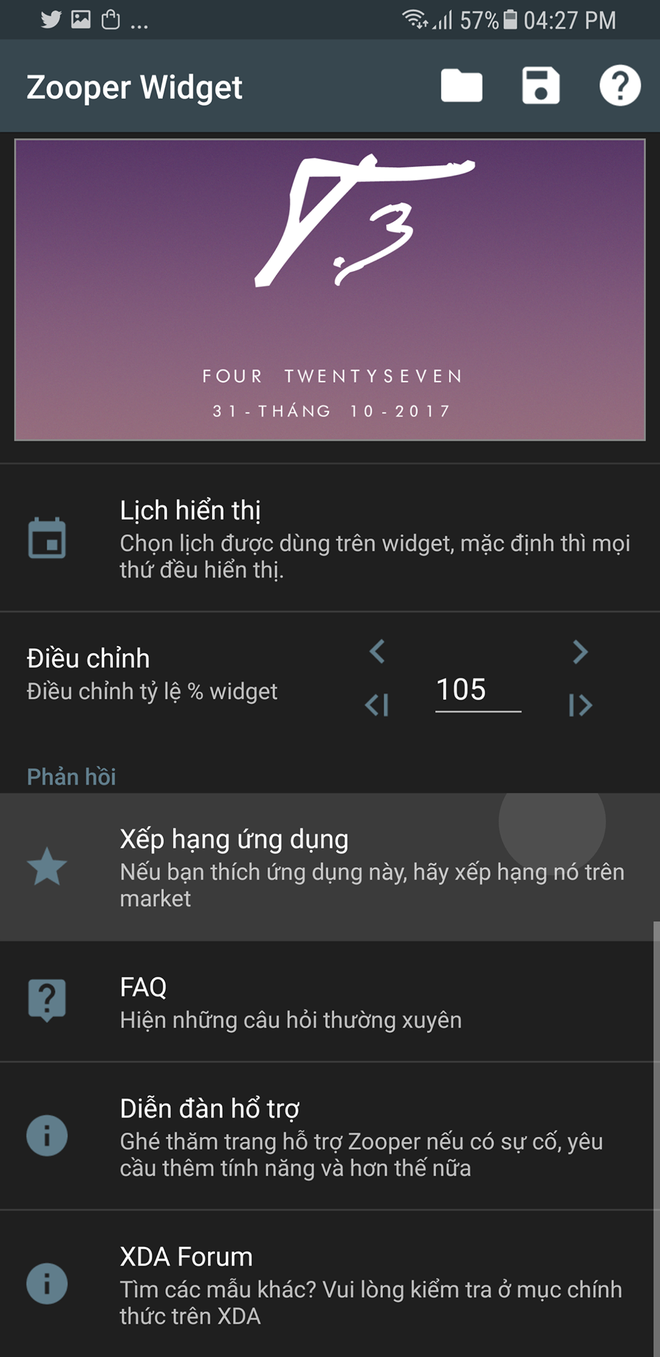 ... 57% 04:27 PM
Zooper Widget
T.3
FOUR TWENTYSEVEN
31-THÁNG 10-2017
Lịch hiển thị
Chọn lịch được dùng trên widget, mặc định thì mọi
thứ đều hiển thị.
Điều chỉnh
Điều chỉnh tỷ lệ % widget
105
Phản hồi
Xếp hạng ứng dụng
Nếu bạn thích ứng dụng này, hãy xếp hạng nó trên
market
FAQ
Hiện những câu hỏi thường xuyên
Diễn đàn hổ trợ
Ghé thăm trang hỗ trợ Zooper nếu có sự cố, yêu
cầu thêm tính năng và hơn thế nữa
XDA Forum
Tìm các mẫu khác? Vui lòng kiểm tra ở mục chính
thức trên XDA